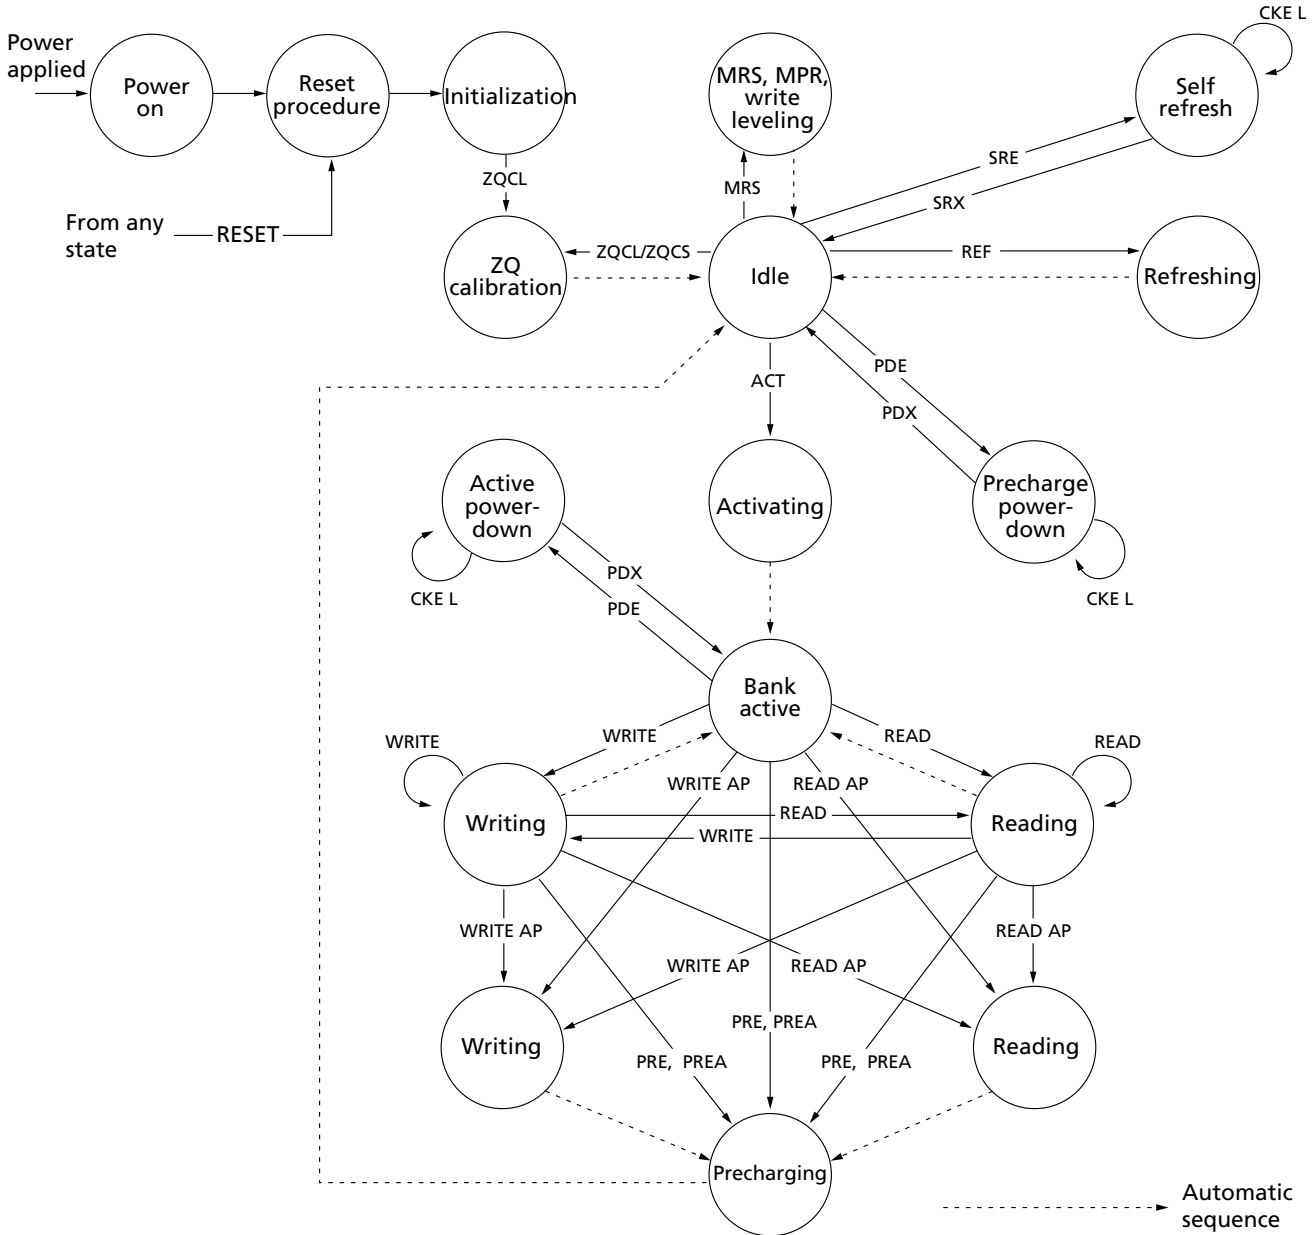 CKE L
Power
applied
Power
on
Reset
procedure
Initialization
MRS, MPR,
write
leveling
Self
refresh
ZQCL
MRS
SRE
SRX
From any
state
RESET
ZQ
calibration
ZQCL/ZQCS
Idle
REF
Refreshing
ACT
PDE
PDX
Active
power-
down
Activating
Precharge
power-
down
CKE L
PDX
PDE
CKE L
Bank
active
WRITE
WRITE
READ
READ
WRITE AP
READ AP
Writing
READ
WRITE
Reading
WRITE AP
READ AP
WRITE AP
READ AP
Writing
PRE, PREA
Reading
PRE, PREA
PRE, PREA
Precharging
Automatic
sequence